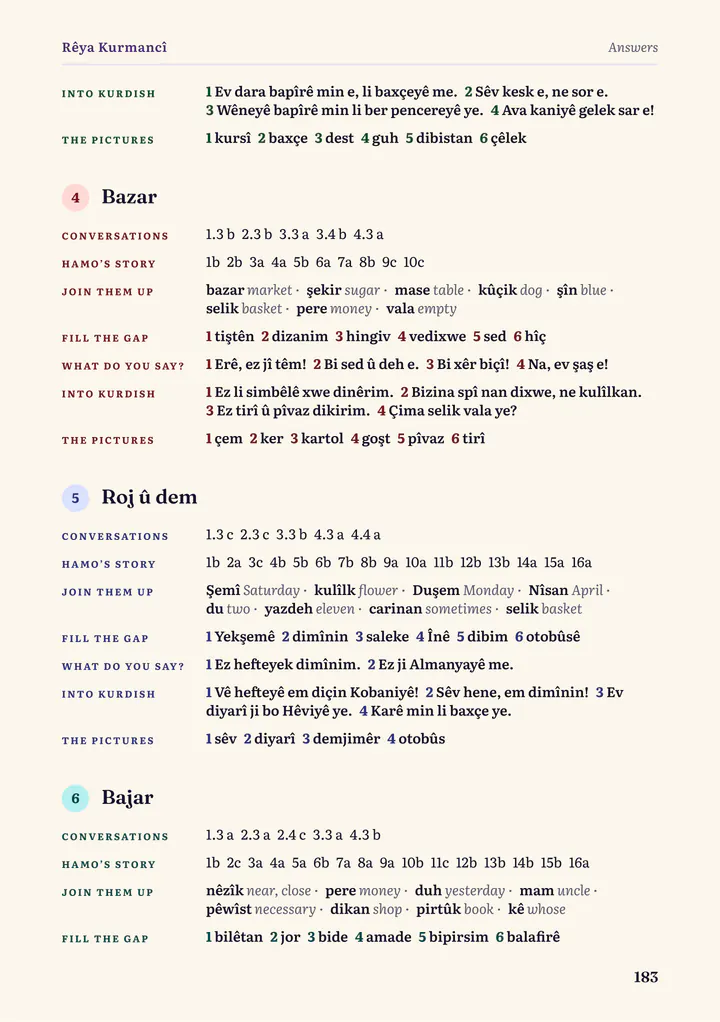 Rêya Kurmancî Answers
INTO KURDISH 1 Ev dara bapîrê min e, li baxçeyê me. 2 Sêv kesk e, ne sor e.
3 Wêneyê bapîrê min li ber pencereyê ye. 4 Ava kaniyê gelek sar e!
THE PICTURES 1 kursî 2 baxçe 3 dest 4 guh 5 dibistan 6 çêlek
4 Bazar
CONVERSATIONS 1.3 b 2.3 b 3.3 a 3.4 b 4.3 a
HAMO'S STORY 1b 2b 3a 4a 5b 6a 7a 8b 9c 10c
JOIN THEM UP bazar market · şekir sugar · mase table · kûçik dog · şîn blue ·
selik basket · pere money · vala empty
FILL THE GAP 1 tiştên 2 dizanim 3 hingiv 4 vedixwe 5 sed 6 hîç
WHAT DO YOU SAY? 1 Erê, ez jî têm! 2 Bi sed û deh e. 3 Bi xêr biçî! 4 Na, ev şaş e!
INTO KURDISH 1 Ez li simbêlê xwe dinêrim. 2 Bizina spî nan dixwe, ne kulîlkan.
3 Ez tirî û pîvaz dikirim. 4 Çima selik vala ye?
THE PICTURES 1 çem 2 ker 3 kartol 4 goşt 5 pîvaz 6 tirî
5 Roj û dem
CONVERSATIONS 1.3 c 2.3 c 3.3 b 4.3 a 4.4 a
HAMO'S STORY 1b 2a 3c 4b 5b 6b 7b 8b 9a 10a 11b 12b 13b 14a 15a 16a
JOIN THEM UP Şemî Saturday · kulîlk flower · Duşem Monday · Nîsan April ·
du two · yazdeh eleven · carinan sometimes · selik basket
FILL THE GAP 1 Yekşemê 2 dimînin 3 saleke 4 Înê 5 dibim 6 otobûsê
WHAT DO YOU SAY? 1 Ez hefteyek dimînim. 2 Ez ji Almanyayê me.
INTO KURDISH 1 Vê hefteyê em diçin Kobaniyê! 2 Sêv hene, em dimînin! 3 Ev
diyarî ji bo Hêviyê ye. 4 Karê min li baxçe ye.
THE PICTURES 1 sêv 2 diyarî 3 demjimêr 4 otobûs
6 Bajar
CONVERSATIONS 1.3 a 2.3 a 2.4 c 3.3 a 4.3 b
HAMO'S STORY 1b 2c 3a 4a 5a 6b 7a 8a 9a 10b 11c 12b 13b 14b 15b 16a
JOIN THEM UP nêzîk near, close · pere money · duh yesterday · mam uncle ·
pêwîst necessary · dikan shop · pirtûk book · kê whose
FILL THE GAP 1 bilêtan 2 jor 3 bide 4 amade 5 bipirsim 6 balafirê
183